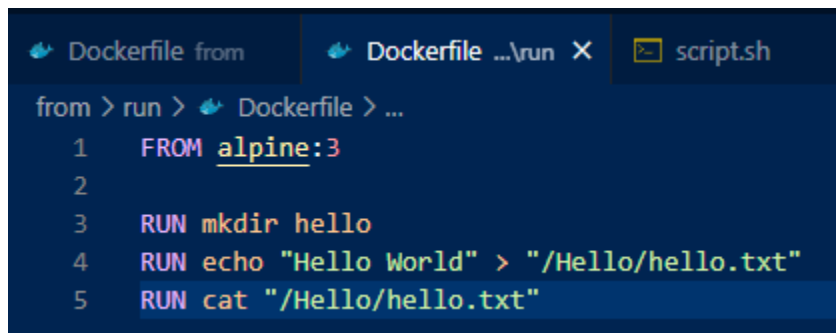 Dockerfile from Dockerfile ...\run × script.sh
from > run > Dockerfile > ...
1 FROM alpine:3
2
3 RUN mkdir hello
4 RUN echo "Hello World" > "/Hello/hello.txt"
5 RUN cat "/Hello/hello.txt"